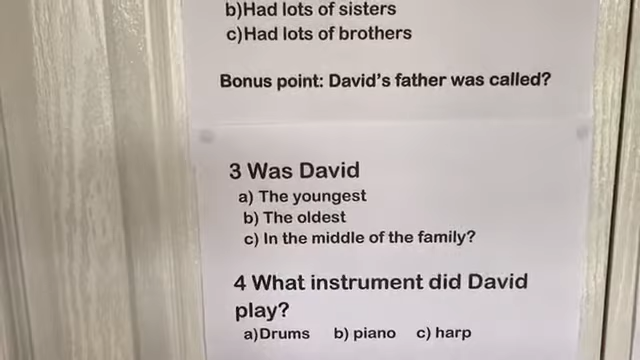 b)Had lots of sisters
c)Had lots of brothers
Bonus point: David's father was called?
3 Was David
a) The youngest
b) The oldest
c) In the middle of the family?
4 What instrument did David
play?
a)Drums b) piano c) harp